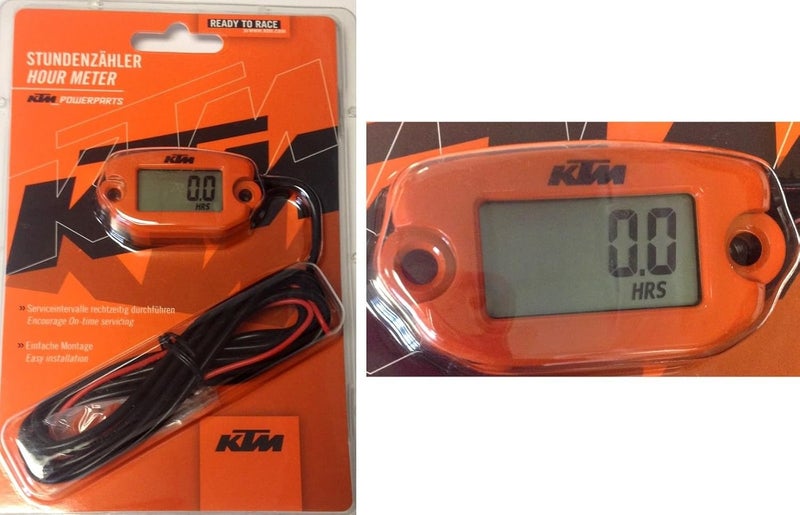 READY TO RACE
STUNDENZÄHLER
HOUR METER
KTM POWERPARTS
KTM
0.0
HRS
KTM
» Serviceintervalle rechtzeitig durchführen
Encourage On-time servicing
» Einfache Montage
Easy installation
KTM
KTM
0.0
HRS